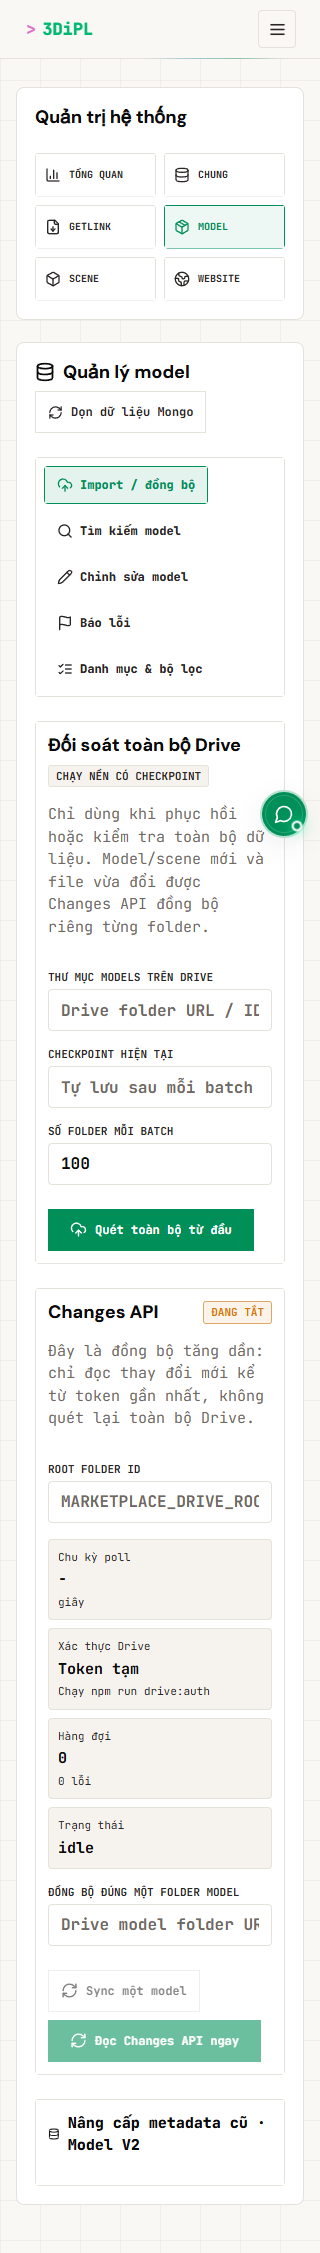 > 3DiPL
Quản trị hệ thống
TỔNG QUAN
CHUNG
GETLINK
MODEL
SCENE
WEBSITE
Quản lý model
Dọn dữ liệu Mongo
Import / đồng bộ
Tìm kiếm model
Chỉnh sửa model
Báo lỗi
Danh mục & bộ lọc
Đối soát toàn bộ Drive
CHẠY NỀN CÓ CHECKPOINT
Chỉ dùng khi phục hồi
hoặc kiểm tra toàn bộ dữ
liệu. Model/scene mới và
file vừa đổi được
Changes API đồng bộ
riêng từng folder.
THƯ MỤC MODELS TRÊN DRIVE
Drive folder URL / ID
CHECKPOINT HIỆN TẠI
Tự lưu sau mỗi batch
SỐ FOLDER MỖI BATCH
100
Quét toàn bộ từ đầu
Changes API
ĐANG TẮT
Đây là đồng bộ tăng dần:
chỉ đọc thay đổi mới kể
từ token gần nhất, không
quét lại toàn bộ Drive.
ROOT FOLDER ID
MARKETPLACE_DRIVE_ROO
Chu kỳ poll
-
giây
Xác thực Drive
Token tạm
Chạy npm run drive:auth
Hàng đợi
0
0 lỗi
Trạng thái
idle
ĐỒNG BỘ ĐÚNG MỘT FOLDER MODEL
Drive model folder UR
Sync một model
Đọc Changes API ngay
Nâng cấp metadata cũ ·
Model V2